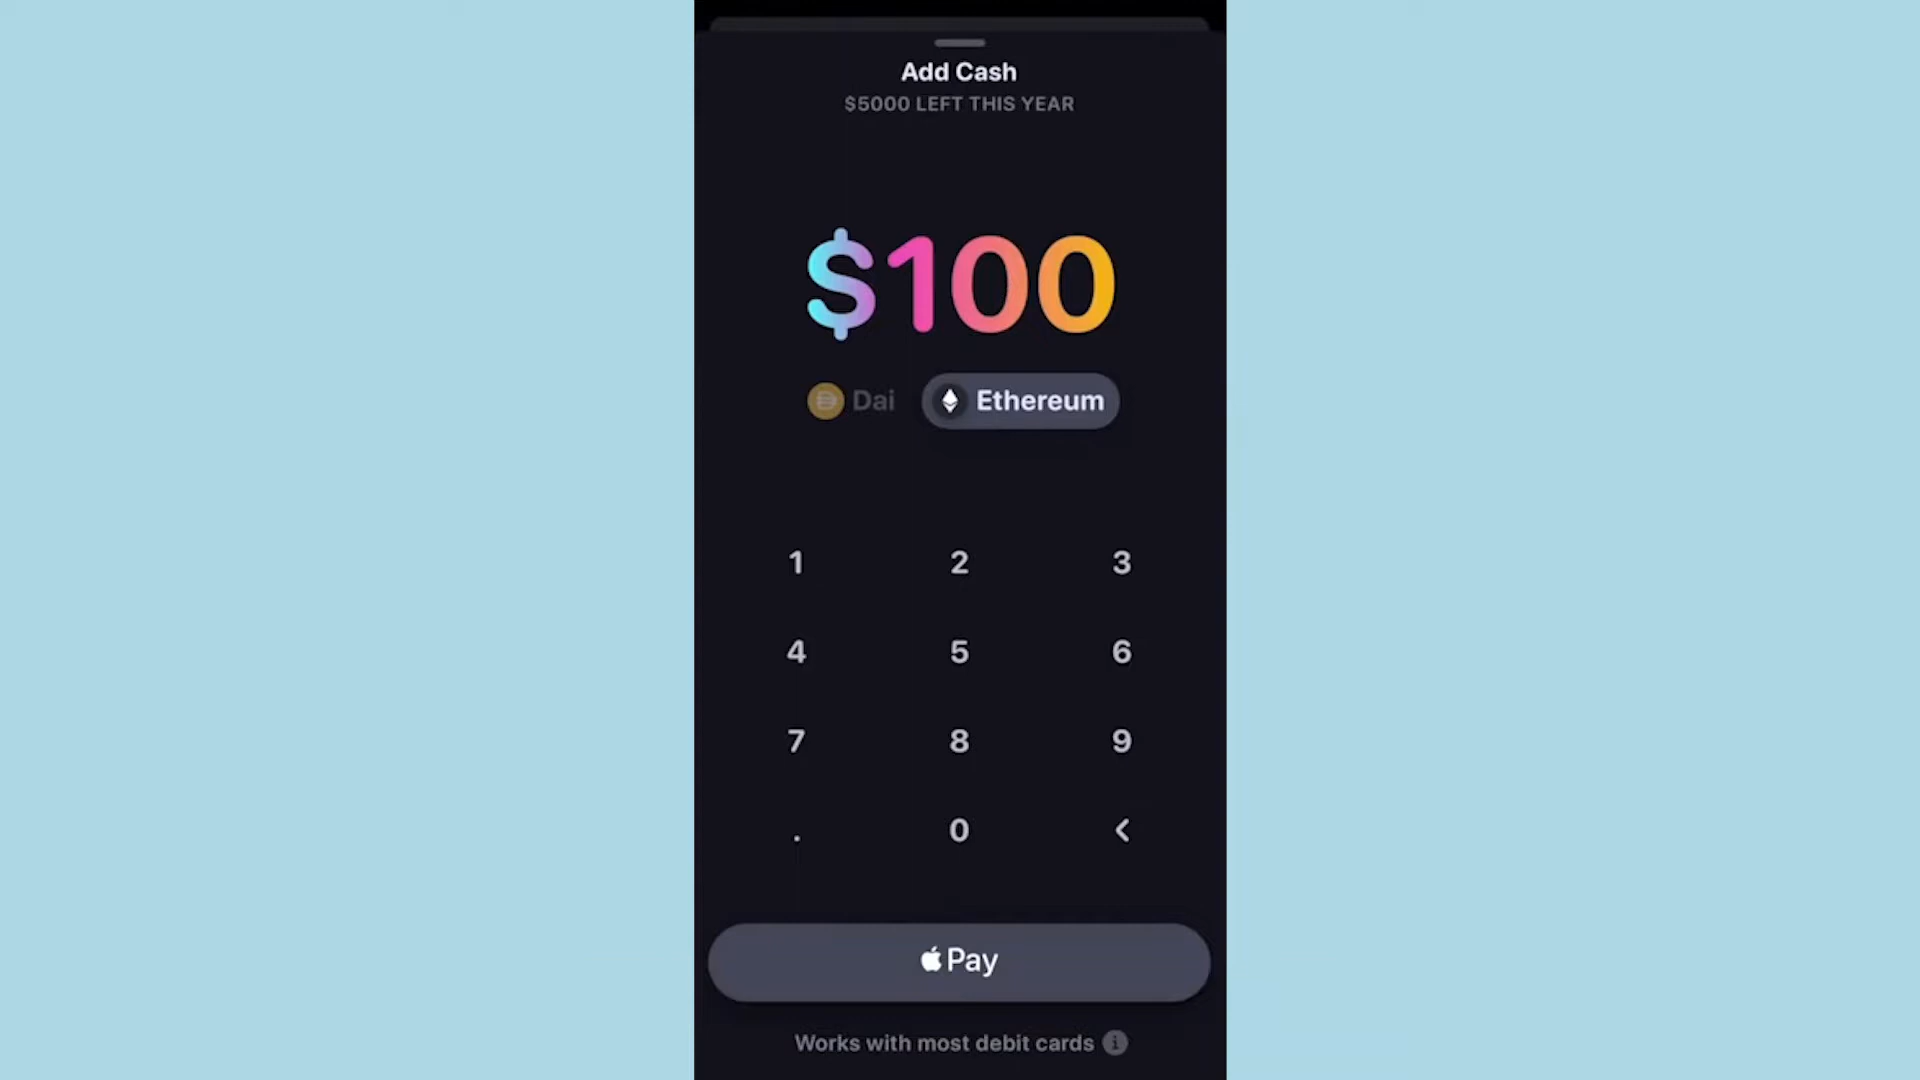 Add Cash
$5000 LEFT THIS YEAR
$100
Dai Ethereum
1 2 3
4 5 6
7 8 9
. 0 <
Pay
Works with most debit cards i